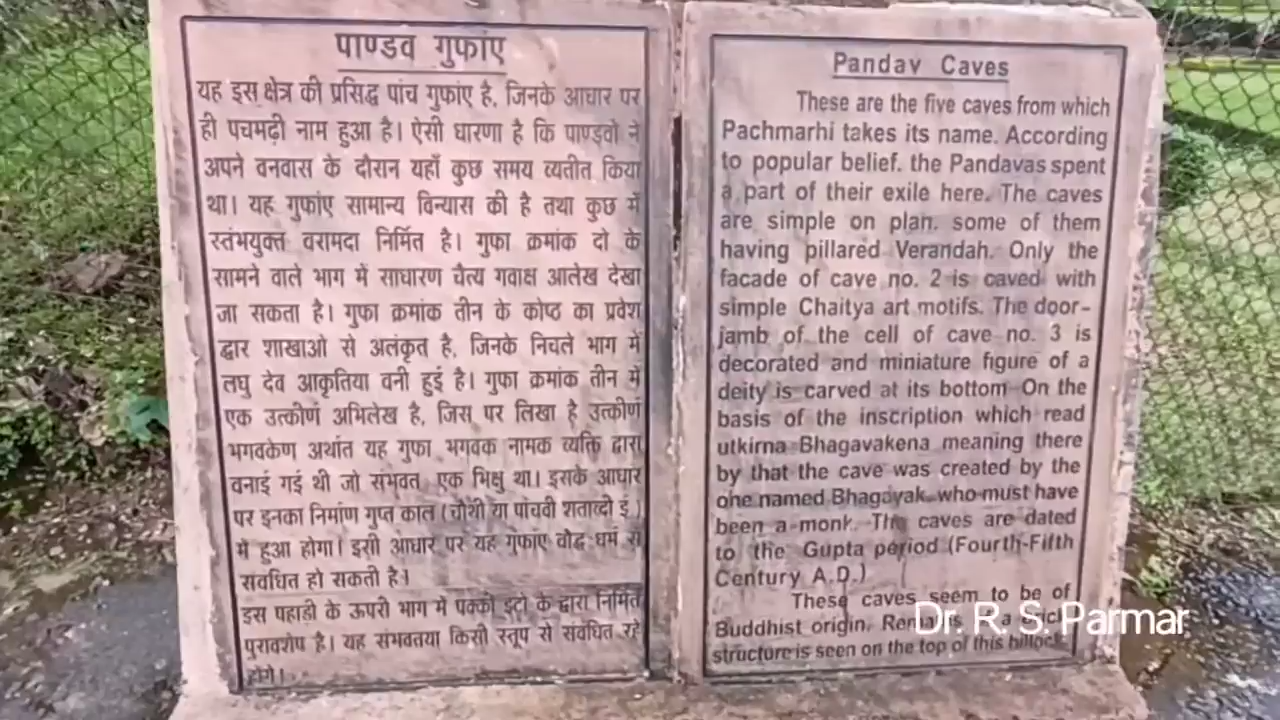 पाण्डव गुफांए
यह इस क्षेत्र की प्रसिद्ध पांच गुफांए है, जिनके आधार पर
ही पचमढ़ी नाम हुआ है। ऐसी धारणा है कि पाण्डवो ने
अपने वनवास के दौरान यहाँ कुछ समय व्यतीत किया
था। यह गुफांए सामान्य विन्यास की है तथा कुछ में
स्तंभयुक्त वरामदा निर्मित है। गुफा क्रमांक दो के
सामने वाले भाग में साधारण चैत्य गवाक्ष आलेख देखा
जा सकता है। गुफा क्रमांक तीन के कोष्ठ का प्रवेश
द्वार शाखाओ से अलंकृत है, जिनके निचले भाग में
लघु देव आकृतिया वनी हुई है। गुफा क्रमांक तीन में
एक उत्कीर्ण अभिलेख है, जिस पर लिखा है उत्कीर्ण
भगवकेण अर्थात यह गुफा भगवक नामक व्यक्ति द्वारा
वनाई गई थी जो संभवत एक भिक्षु था। इसके आधार
पर इनका निर्माण गुप्त काल (चौथी या पांचवी शताब्दी ई.)
में हुआ होगा। इसी आधार पर यह गुफांए वौद्ध धर्म से
संवंधित हो सकती है।
इस पहाडी के ऊपरी भाग में पक्की इंटो के द्वारा निर्मित
पुरावशेष है। यह संभवतया किसी स्तूप से संवंधित रहे
होगे।
Pandav Caves
These are the five caves from which
Pachmarhi takes its name. According
to popular belief. the Pandavas spent
a part of their exile here. The caves
are simple on plan. some of them
having pillared Verandah. Only the
facade of cave no. 2 is caved with
simple Chaitya art motifs. The door-
jamb of the cell of cave no. 3 is
decorated and miniature figure of a
deity is carved at its bottom On the
basis of the inscription which read
utkirna Bhagavakena meaning there
by that the cave was created by the
one named Bhagavak who must have
been a monk. The caves are dated
to the Gupta period (Fourth-Fifth
Century A.D.)
These caves seem to be of
Buddhist origin. a
structure is seen on the top of this hillock.
Dr. R. S. Parmar